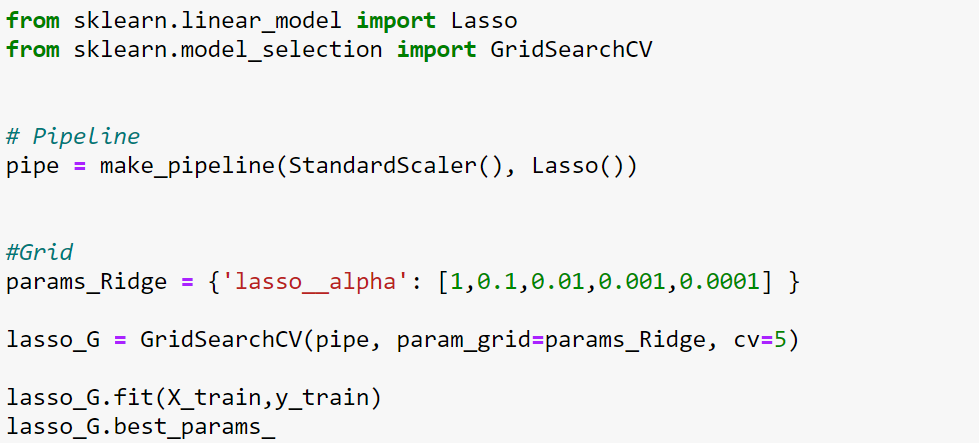 from sklearn.linear_model import Lasso
from sklearn.model_selection import GridSearchCV
# Pipeline
pipe = make_pipeline(StandardScaler(), Lasso())
#Grid
params_Ridge = {'lasso__alpha': [1,0.1,0.01,0.001,0.0001] }
lasso_G = GridSearchCV(pipe, param_grid=params_Ridge, cv=5)
lasso_G.fit(X_train,y_train)
lasso_G.best_params_